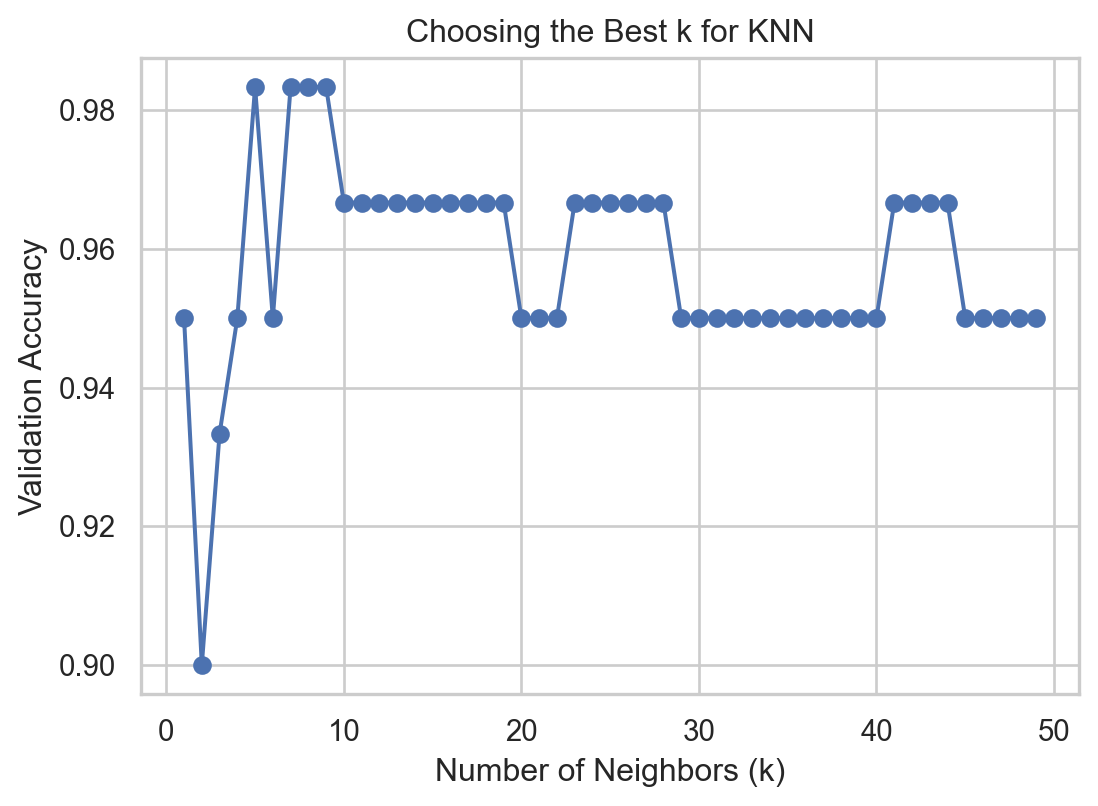 Choosing the Best k for KNN
Validation Accuracy
0.98
0.96
0.94
0.92
0.90
0 10 20 30 40 50
Number of Neighbors (k)